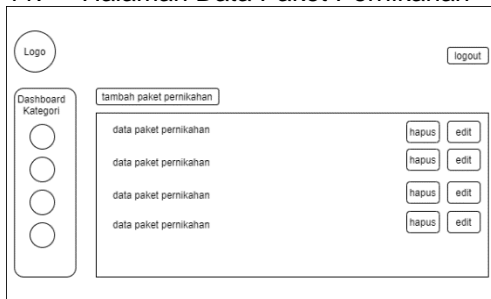 Halaman Data Paket Pernikahan
Logo
logout
Dashboard
Kategori
tambah paket pernikahan
data paket pernikahan
hapus
edit
data paket pernikahan
hapus
edit
data paket pernikahan
hapus
edit
data paket pernikahan
hapus
edit